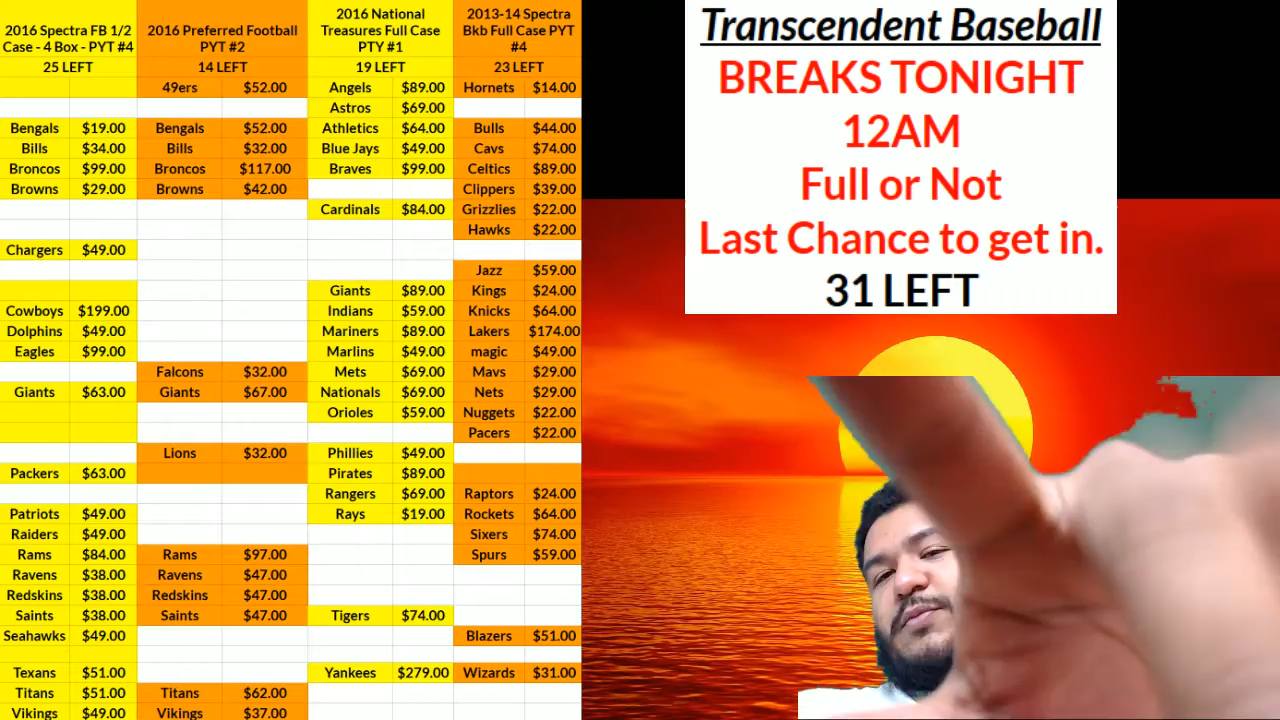 2016 Spectra FB 1/2
Case - 4 Box - PYT #4
25 LEFT
Bengals $19.00
Bills $34.00
Broncos $99.00
Browns $29.00
Chargers $49.00
Cowboys $199.00
Dolphins $49.00
Eagles $99.00
Giants $63.00
Packers $63.00
Patriots $49.00
Raiders $49.00
Rams $84.00
Ravens $38.00
Redskins $38.00
Saints $38.00
Seahawks $49.00
Texans $51.00
Titans $51.00
Vikings $49.00
2016 Preferred Football
PYT #2
14 LEFT
49ers $52.00
Bengals $52.00
Bills $32.00
Broncos $117.00
Browns $42.00
Falcons $32.00
Giants $67.00
Lions $32.00
Rams $97.00
Ravens $47.00
Redskins $47.00
Saints $47.00
Titans $62.00
Vikings $37.00
2016 National
Treasures Full Case
PTY #1
19 LEFT
Angels $89.00
Astros $69.00
Athletics $64.00
Blue Jays $49.00
Braves $99.00
Cardinals $84.00
Giants $89.00
Indians $59.00
Mariners $89.00
Marlins $49.00
Mets $69.00
Nationals $69.00
Orioles $59.00
Phillies $49.00
Pirates $89.00
Rangers $69.00
Rays $19.00
Tigers $74.00
Yankees $279.00
2013-14 Spectra
Bkb Full Case PYT
#4
23 LEFT
Hornets $14.00
Bulls $44.00
Cavs $74.00
Celtics $89.00
Clippers $39.00
Grizzlies $22.00
Hawks $22.00
Jazz $59.00
Kings $24.00
Knicks $64.00
Lakers $174.00
magic $49.00
Mavs $29.00
Nets $29.00
Nuggets $22.00
Pacers $22.00
Raptors $24.00
Rockets $64.00
Sixers $74.00
Spurs $59.00
Blazers $51.00
Wizards $31.00
Transcendent Baseball
BREAKS TONIGHT
12AM
Full or Not
Last Chance to get in.
31 LEFT